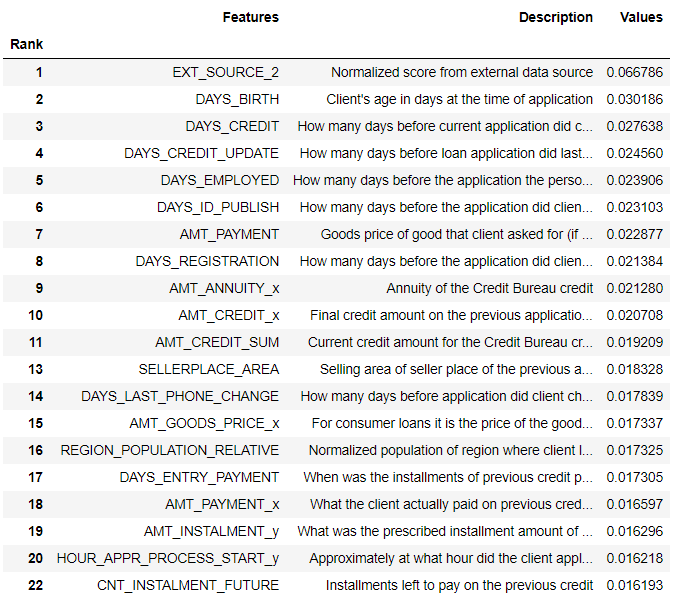 Features Description Values
Rank
1 EXT_SOURCE_2 Normalized score from external data source 0.066786
2 DAYS_BIRTH Client's age in days at the time of application 0.030186
3 DAYS_CREDIT How many days before current application did c... 0.027638
4 DAYS_CREDIT_UPDATE How many days before loan application did last... 0.024560
5 DAYS_EMPLOYED How many days before the application the perso... 0.023906
6 DAYS_ID_PUBLISH How many days before the application did clien... 0.023103
7 AMT_PAYMENT Goods price of good that client asked for (if ... 0.022877
8 DAYS_REGISTRATION How many days before the application did clien... 0.021384
9 AMT_ANNUITY_x Annuity of the Credit Bureau credit 0.021280
10 AMT_CREDIT_x Final credit amount on the previous applicatio... 0.020708
11 AMT_CREDIT_SUM Current credit amount for the Credit Bureau cr... 0.019209
13 SELLERPLACE_AREA Selling area of seller place of the previous a... 0.018328
14 DAYS_LAST_PHONE_CHANGE How many days before application did client ch... 0.017839
15 AMT_GOODS_PRICE_x For consumer loans it is the price of the good... 0.017337
16 REGION_POPULATION_RELATIVE Normalized population of region where client l... 0.017325
17 DAYS_ENTRY_PAYMENT When was the installments of previous credit p... 0.017305
18 AMT_PAYMENT_x What the client actually paid on previous cred... 0.016597
19 AMT_INSTALMENT_y What was the prescribed installment amount of ... 0.016296
20 HOUR_APPR_PROCESS_START_y Approximately at what hour did the client appl... 0.016218
22 CNT_INSTALMENT_FUTURE Installments left to pay on the previous credit 0.016193